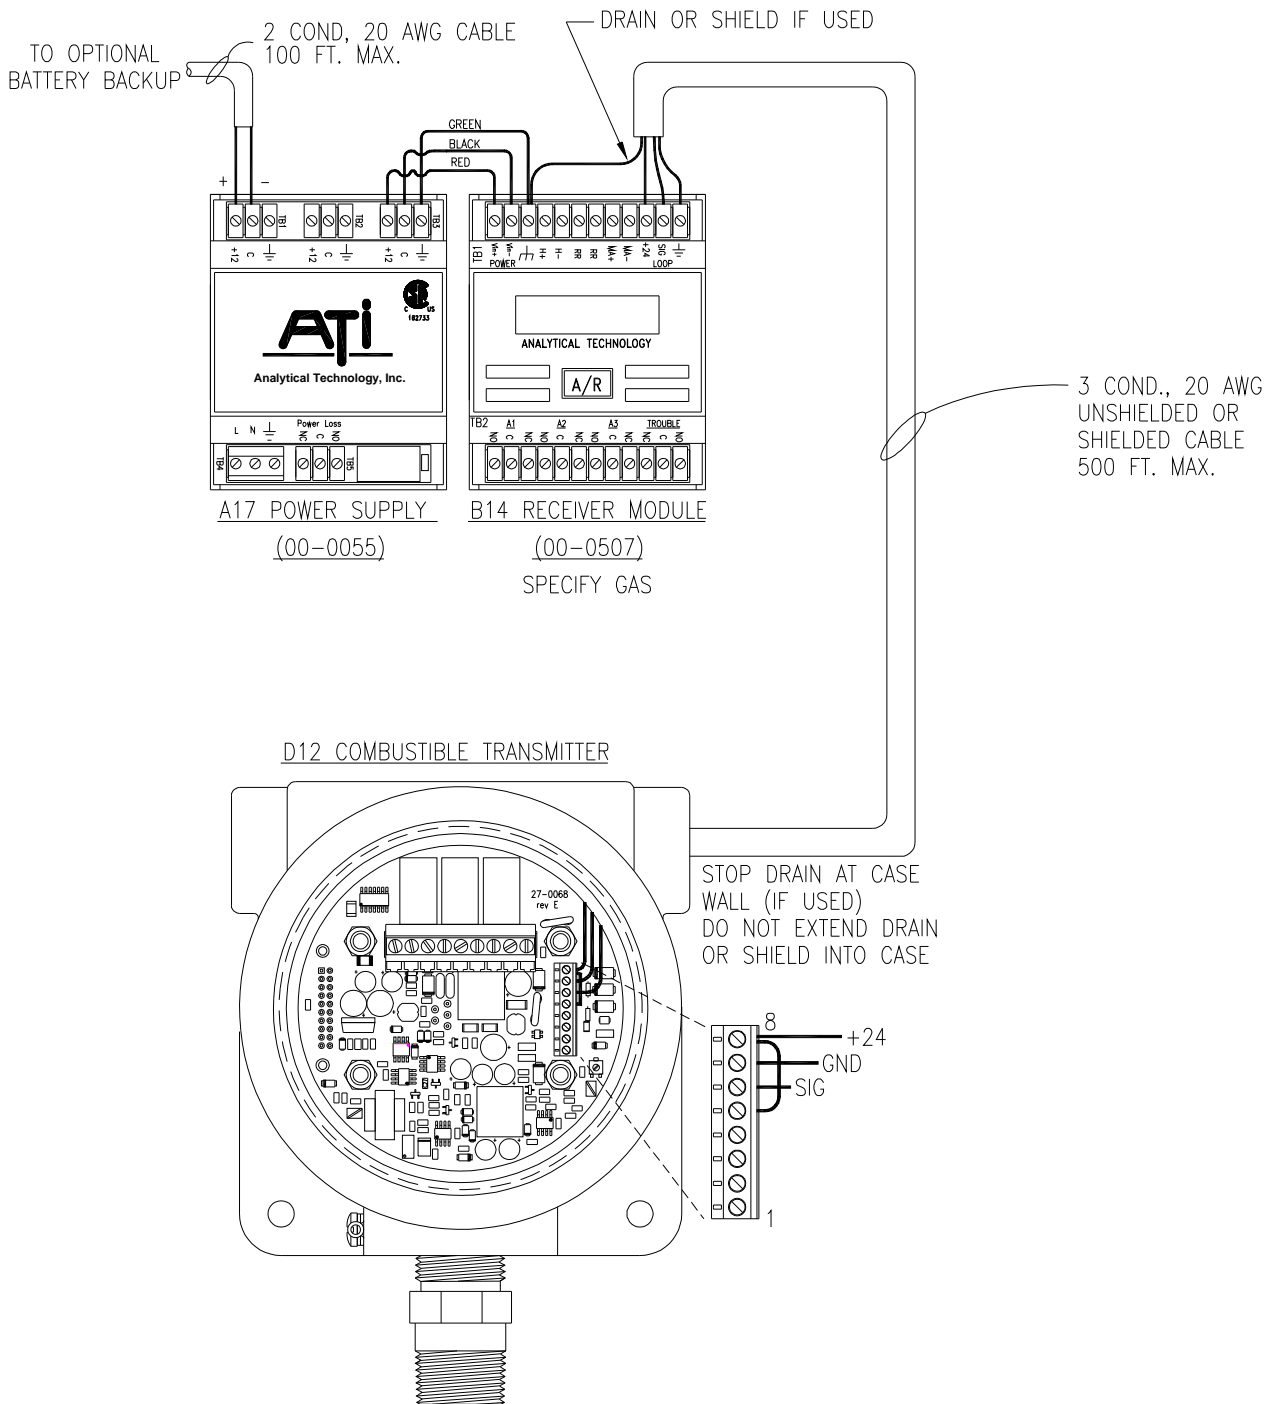 DRAIN OR SHIELD IF USED
2 COND, 20 AWG CABLE
100 FT. MAX.
TO OPTIONAL
BATTERY BACKUP
GREEN
BLACK
RED
+ -
TB1
TB2
TB3
+12 C
+12 C
+12 C
TB1
Vin+ Vin- H+ H- RR RR MA+ MA- +24 SIG
POWER
LOOP
ATi
Analytical Technology, Inc.
C US
182733
ANALYTICAL TECHNOLOGY
A/R
L N
Power Loss
NC C NO
TB4
TB5
TB2
A1 A2 A3 TROUBLE
NO C NC NO C NC NO C NC NC C NO
A17 POWER SUPPLY
(00-0055)
B14 RECEIVER MODULE
(00-0507)
SPECIFY GAS
3 COND., 20 AWG
UNSHIELDED OR
SHIELDED CABLE
500 FT. MAX.
D12 COMBUSTIBLE TRANSMITTER
27-0068
rev E
STOP DRAIN AT CASE
WALL (IF USED)
DO NOT EXTEND DRAIN
OR SHIELD INTO CASE
8
+24
GND
SIG
1